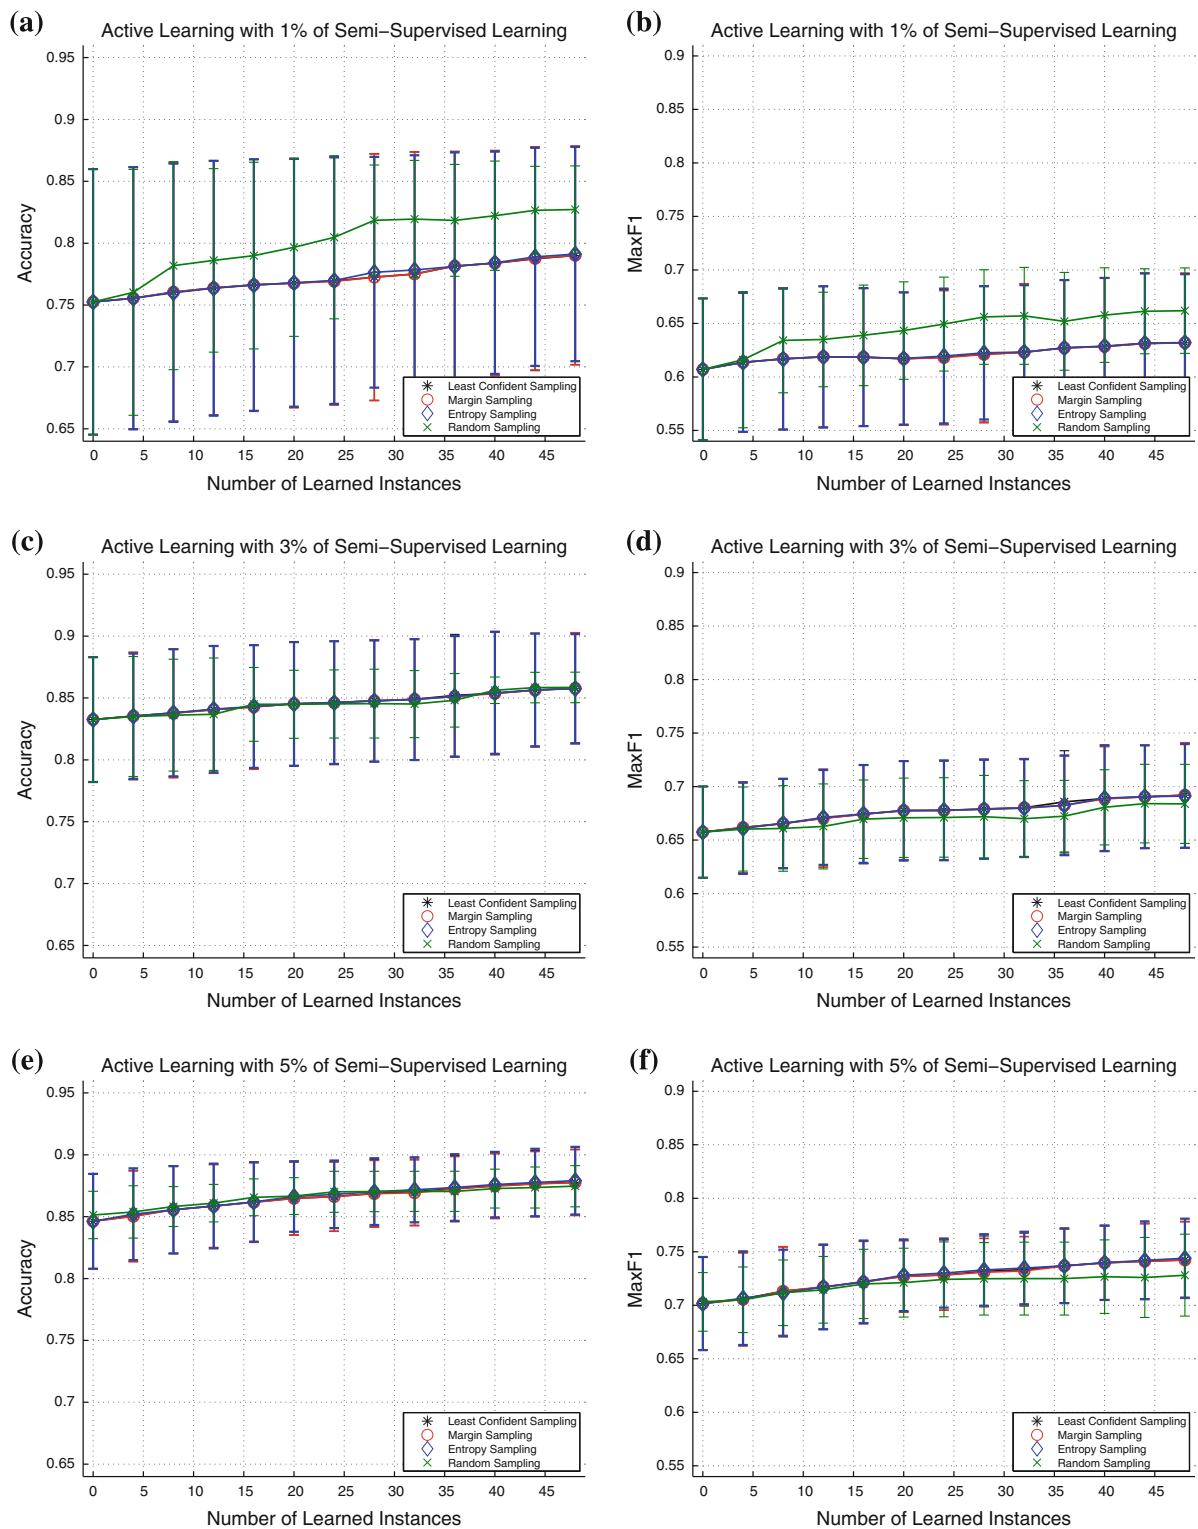 (a)
Active Learning with 1% of Semi−Supervised Learning
0.95
0.9
0.85
0.8
0.75
0.7
0.65
Accuracy
Least Confident Sampling
Margin Sampling
Entropy Sampling
Random Sampling
0 5 10 15 20 25 30 35 40 45
Number of Learned Instances
(b)
Active Learning with 1% of Semi−Supervised Learning
0.9
0.85
0.8
0.75
0.7
0.65
0.6
0.55
MaxF1
Least Confident Sampling
Margin Sampling
Entropy Sampling
Random Sampling
0 5 10 15 20 25 30 35 40 45
Number of Learned Instances
(c)
Active Learning with 3% of Semi−Supervised Learning
0.95
0.9
0.85
0.8
0.75
0.7
0.65
Accuracy
Least Confident Sampling
Margin Sampling
Entropy Sampling
Random Sampling
0 5 10 15 20 25 30 35 40 45
Number of Learned Instances
(d)
Active Learning with 3% of Semi−Supervised Learning
0.9
0.85
0.8
0.75
0.7
0.65
0.6
0.55
MaxF1
Least Confident Sampling
Margin Sampling
Entropy Sampling
Random Sampling
0 5 10 15 20 25 30 35 40 45
Number of Learned Instances
(e)
Active Learning with 5% of Semi−Supervised Learning
0.95
0.9
0.85
0.8
0.75
0.7
0.65
Accuracy
Least Confident Sampling
Margin Sampling
Entropy Sampling
Random Sampling
0 5 10 15 20 25 30 35 40 45
Number of Learned Instances
(f)
Active Learning with 5% of Semi−Supervised Learning
0.9
0.85
0.8
0.75
0.7
0.65
0.6
0.55
MaxF1
Least Confident Sampling
Margin Sampling
Entropy Sampling
Random Sampling
0 5 10 15 20 25 30 35 40 45
Number of Learned Instances